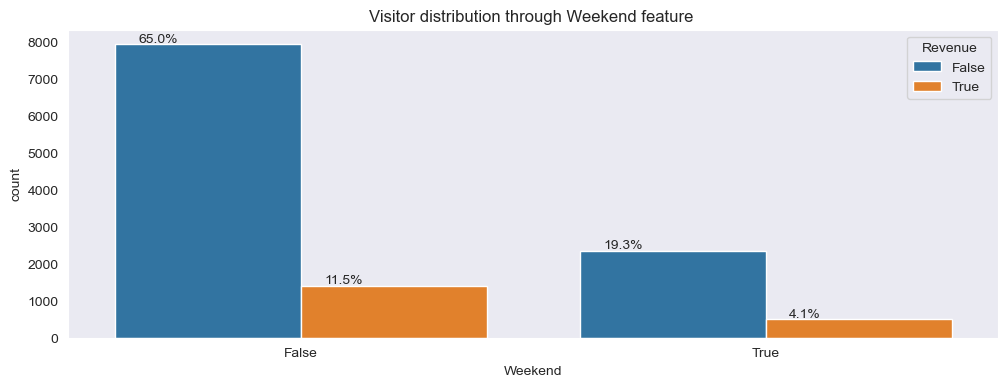 Visitor distribution through Weekend feature
count
8000
7000
6000
5000
4000
3000
2000
1000
0
65.0%
11.5%
19.3%
4.1%
Revenue
False
True
False
True
Weekend